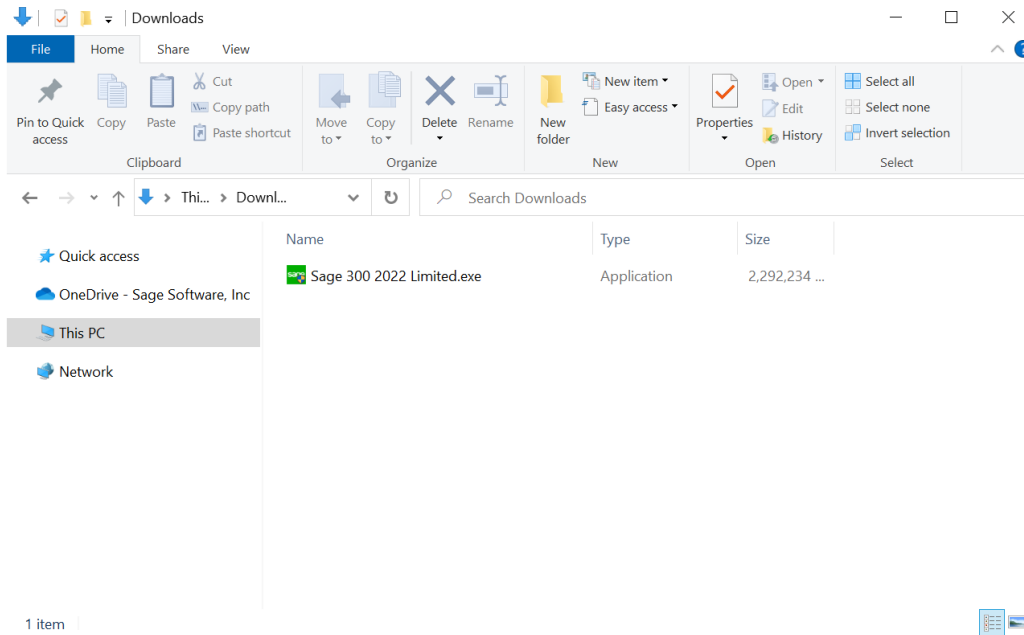 Downloads
File Home Share View
Pin to Quick access
Copy
Paste
Cut
Copy path
Paste shortcut
Clipboard
Move to
Copy to
Delete
Rename
Organize
New folder
New item
Easy access
New
Properties
Open
Edit
History
Open
Select all
Select none
Invert selection
Select
Thi... Downl...
Search Downloads
Quick access
OneDrive - Sage Software, Inc
This PC
Network
Name Type Size
Sage 300 2022 Limited.exe Application 2,292,234 ...
1 item